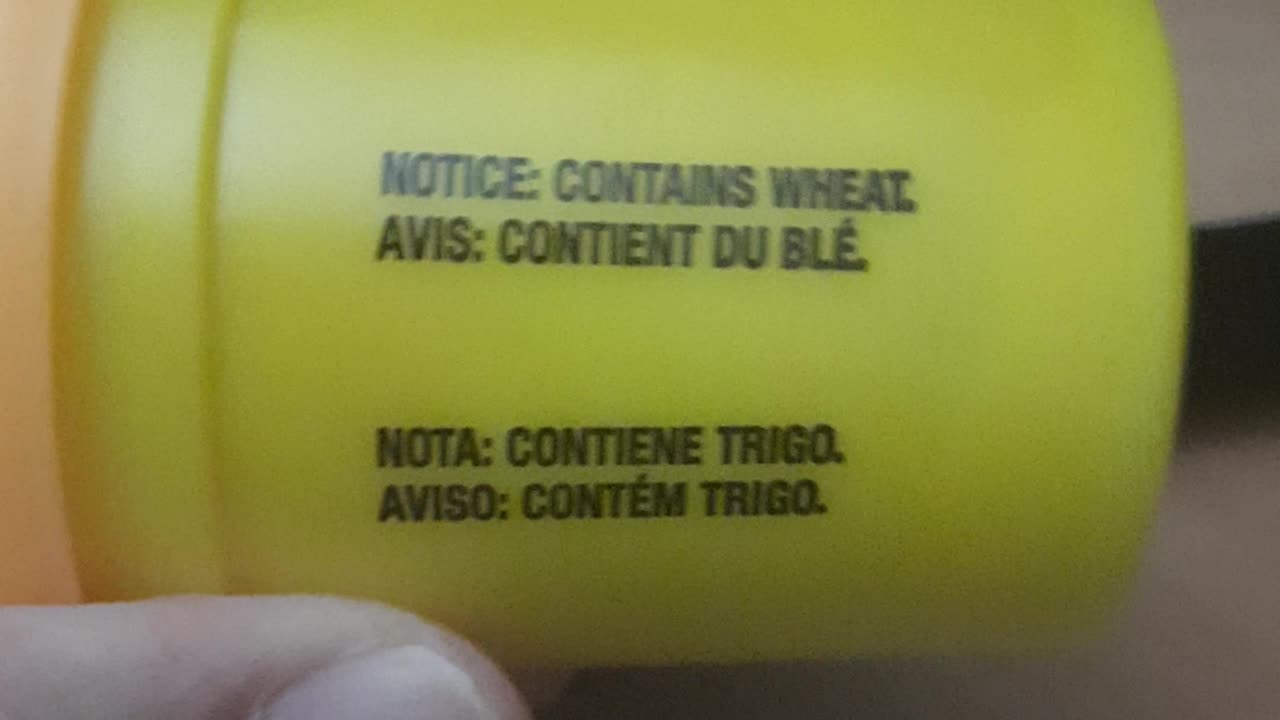 NOTICE: CONTAINS WHEAT.
AVIS: CONTIENT DU BLÉ.
NOTA: CONTIENE TRIGO.
AVISO: CONTÉM TRIGO.